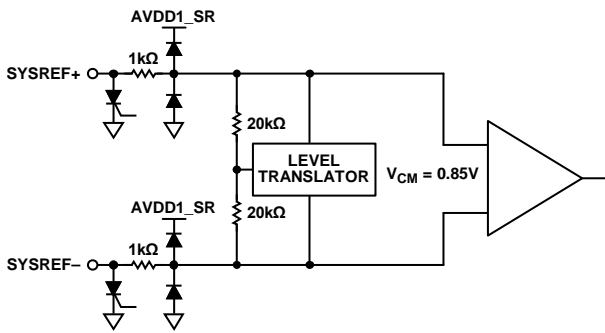 AVDD1_SR
1kΩ
SYSREF+
20kΩ
LEVEL
TRANSLATOR
VCM = 0.85V
20kΩ
AVDD1_SR
1kΩ
SYSREF–